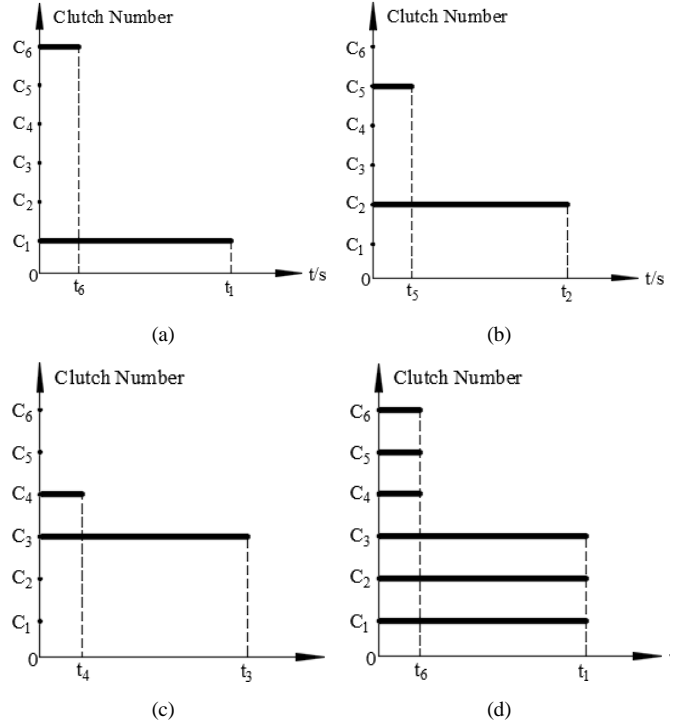 Clutch Number
C₆
C₅
C₄
C₃
C₂
C₁
0
t₆
t₁
t/s
(a)
Clutch Number
C₆
C₅
C₄
C₃
C₂
C₁
0
t₅
t₂
t/s
(b)
Clutch Number
C₆
C₅
C₄
C₃
C₂
C₁
0
t₄
t₃
(c)
Clutch Number
C₆
C₅
C₄
C₃
C₂
C₁
0
t₆
t₁
(d)